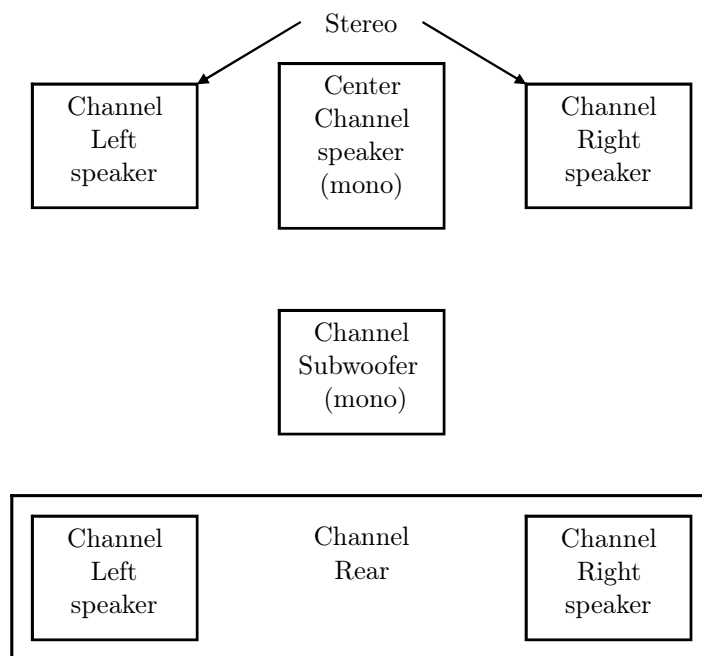 Stereo
Channel
Left
speaker
Center
Channel
speaker
(mono)
Channel
Right
speaker
Channel
Subwoofer
(mono)
Channel
Left
speaker
Channel
Rear
Channel
Right
speaker